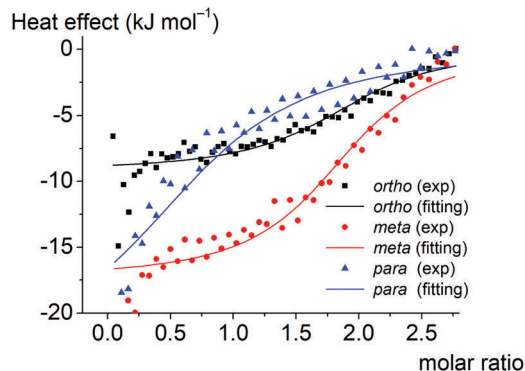 Heat effect (kJ mol⁻¹)
0
-5
-10
-15
-20
0.0 0.5 1.0 1.5 2.0 2.5
molar ratio
ortho (exp)
ortho (fitting)
meta (exp)
meta (fitting)
para (exp)
para (fitting)